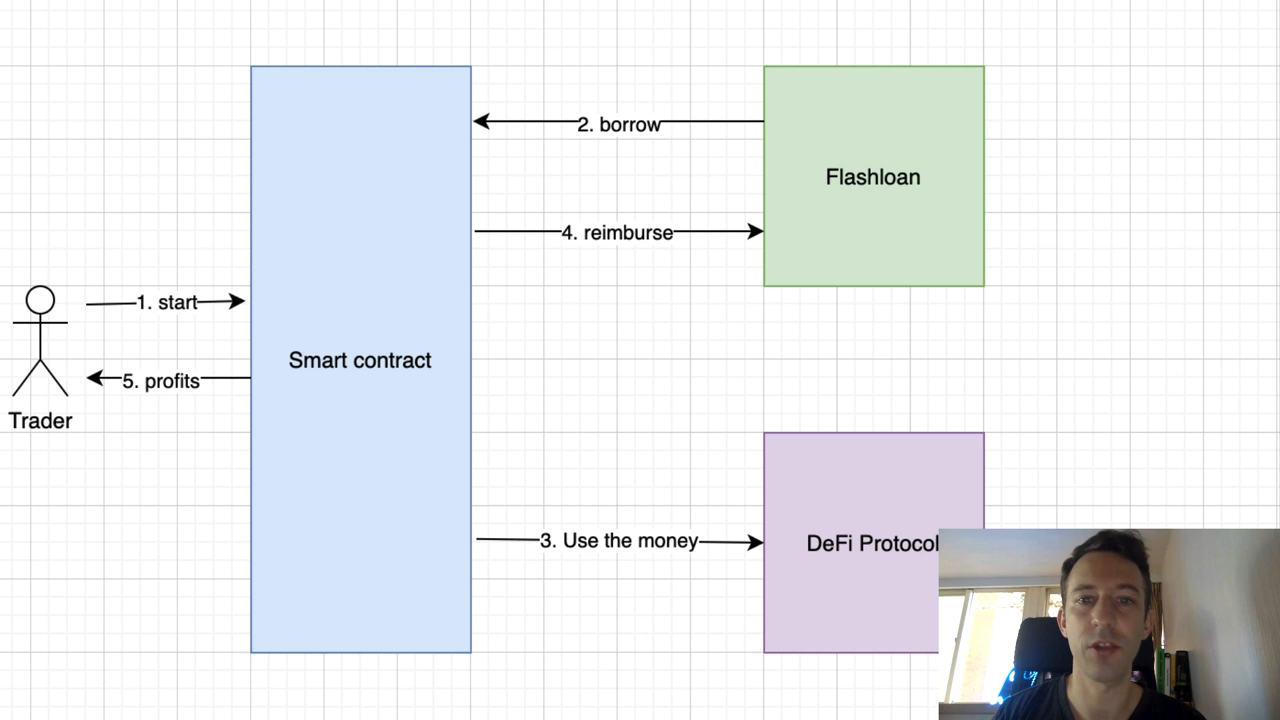 2. borrow
Flashloan
4. reimburse
1. start
Smart contract
5. profits
Trader
3. Use the money
DeFi Protocol